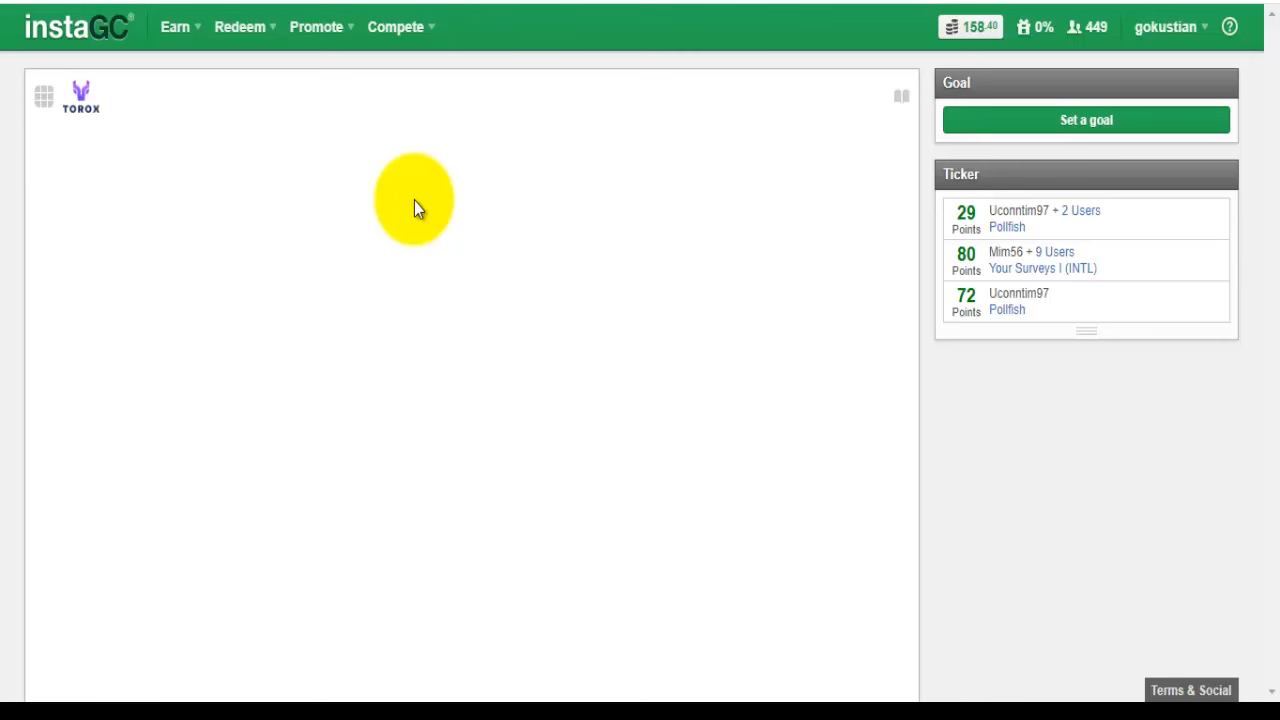 instaGC® Earn Redeem Promote Compete 158.40 0% 449 gokustian ?
TOROX
Goal
Set a goal
Ticker
29 Points Uconntim97 + 2 Users
Pollfish
80 Points Mim56 + 9 Users
Your Surveys I (INTL)
72 Points Uconntim97
Pollfish
Terms & Social